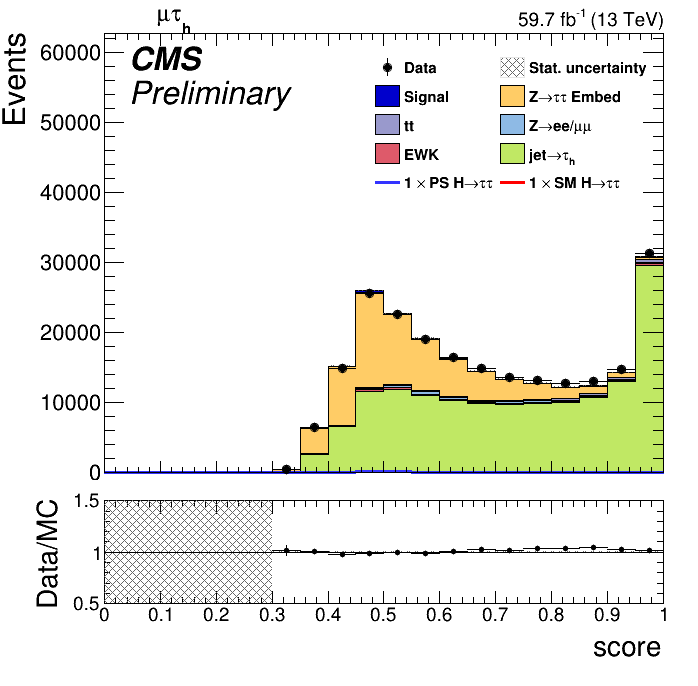 μτh
59.7 fb-1 (13 TeV)
Events
60000
50000
40000
30000
20000
10000
0
CMS
Preliminary
Data
Stat. uncertainty
Signal
Z→ττ Embed
tt
Z→ee/μμ
EWK
jet→τh
1 × PS H→ττ
1 × SM H→ττ
Data/MC
1.5
1
0.5
0 0.1 0.2 0.3 0.4 0.5 0.6 0.7 0.8 0.9 1
score